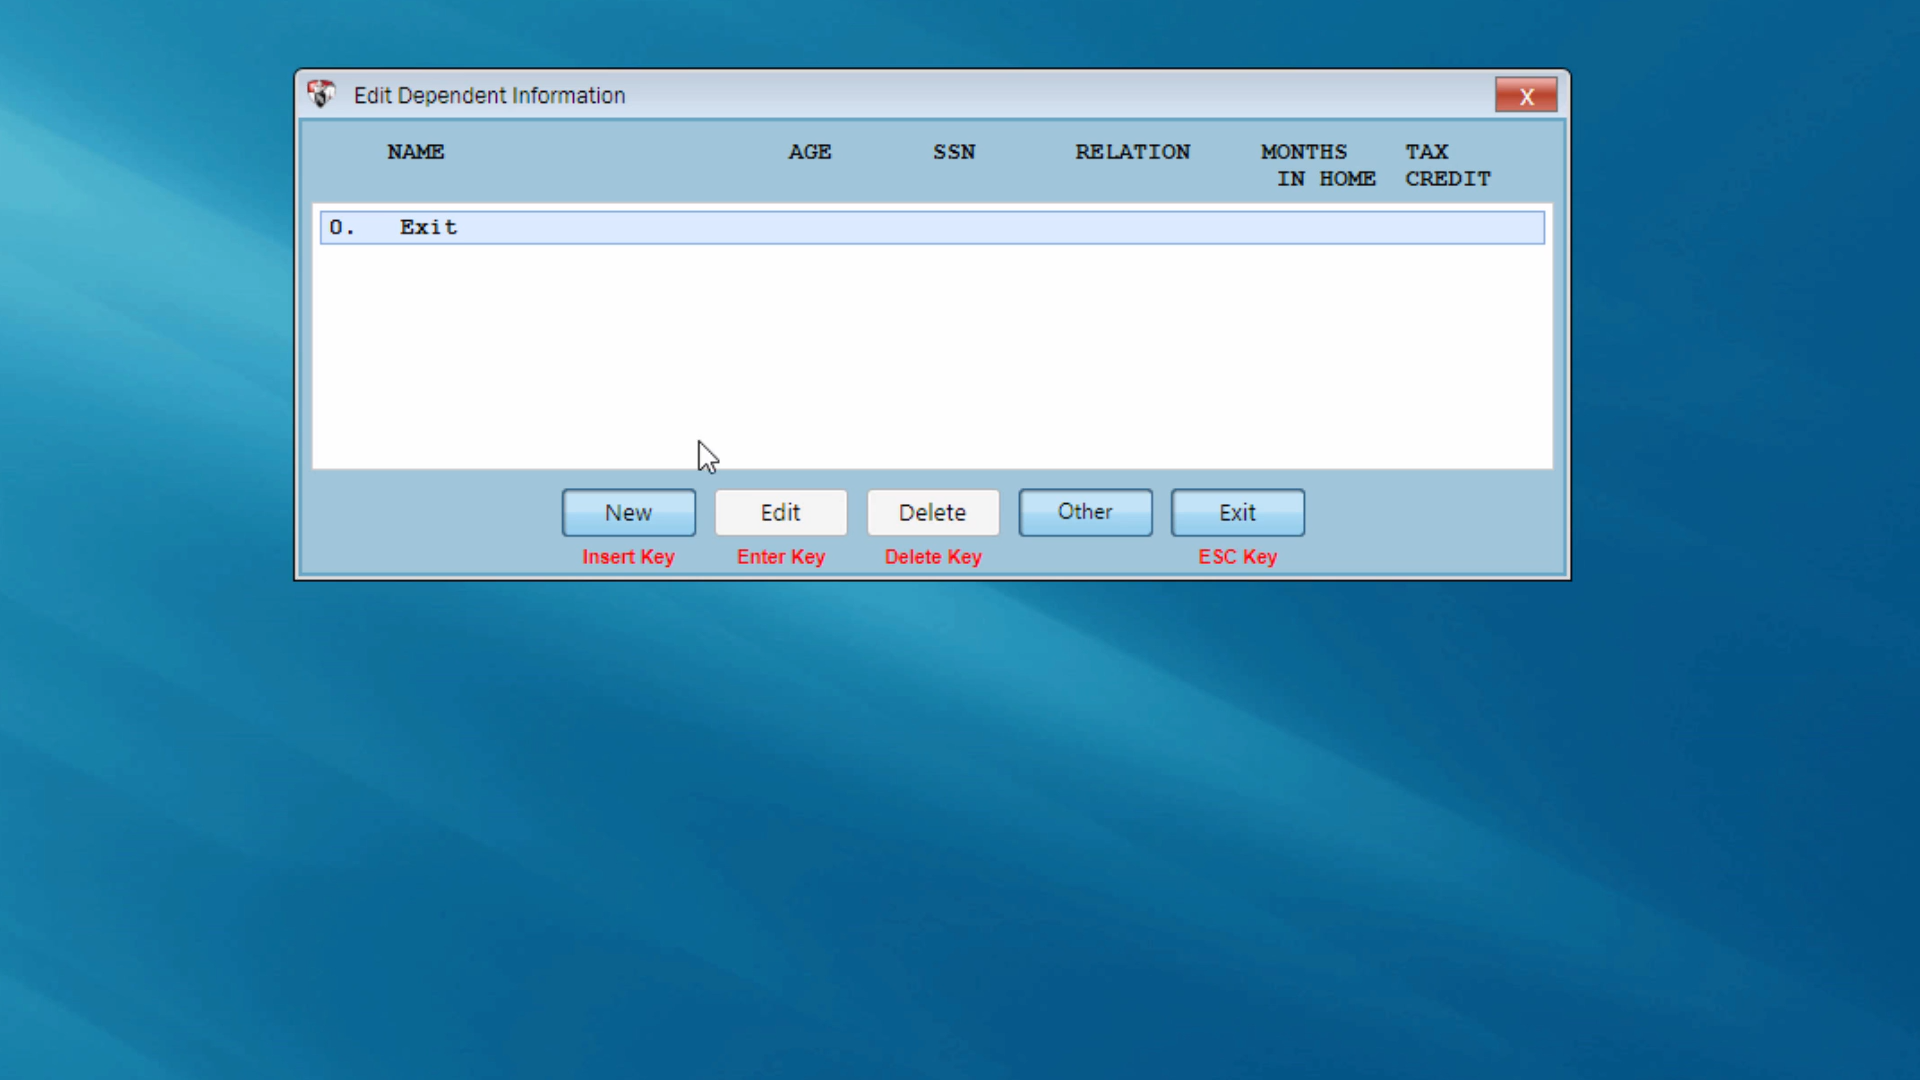 Edit Dependent Information
X
NAME AGE SSN RELATION MONTHS TAX
IN HOME CREDIT
0. Exit
New Edit Delete Other Exit
Insert Key Enter Key Delete Key ESC Key